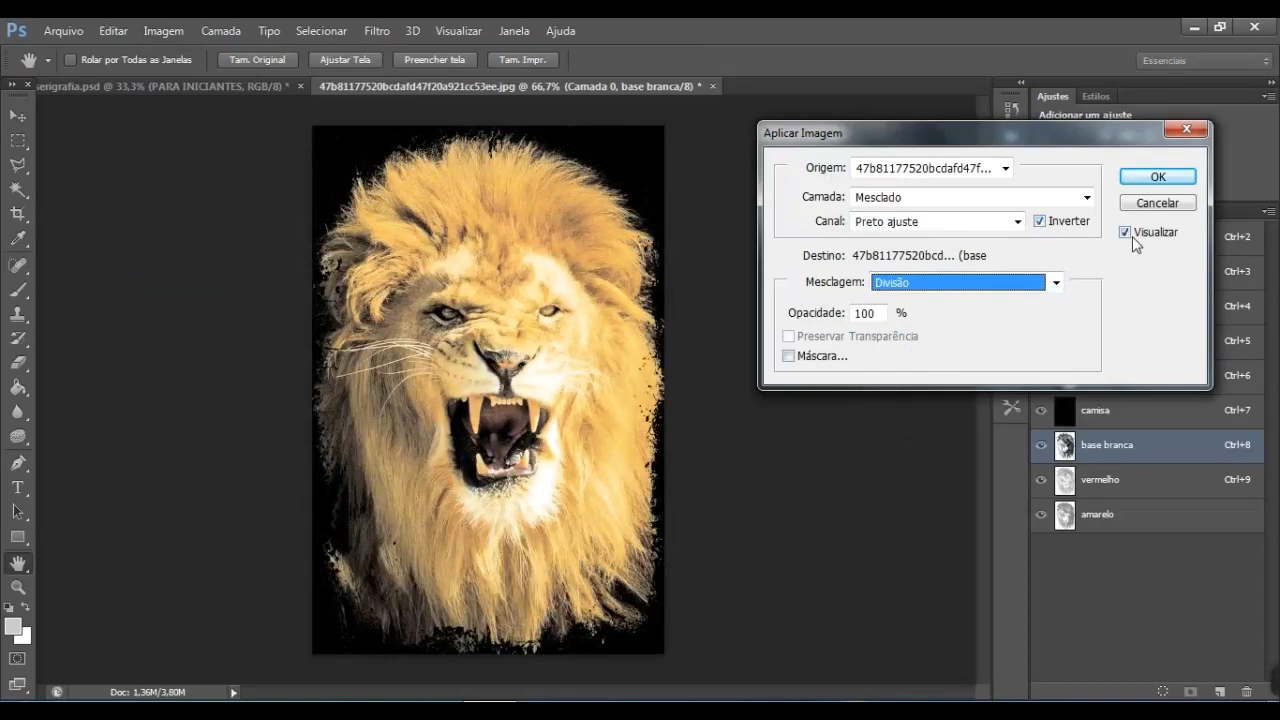 Ps Arquivo Editar Imagem Camada Tipo Selecionar Filtro 3D Visualizar Janela Ajuda
Rolar por Todas as Janelas Tam. Original Ajustar Tela Preencher tela Tam. Impr. Essenciais
serigrafia.psd @ 33,3% (PARA INICIANTES, RGB/8) * × 47b81177520bcdafd47f20a921cc53ee.jpg @ 66,7% (Camada 0, base branca/8) * ×
Ajustes Estilos
Adicionar um ajuste
Aplicar Imagem
Origem: 47b81177520bcdafd47f...
Camada: Mesclado
Canal: Preto ajuste Inverter
Destino: 47b81177520bcd... (base
Mesclagem: Divisão
Opacidade: 100 %
Preservar Transparência
Máscara...
OK
Cancelar
Visualizar
Ctrl+2
Ctrl+3
Ctrl+4
Ctrl+5
Ctrl+6
camisa Ctrl+7
base branca Ctrl+8
vermelho Ctrl+9
amarelo
T
Doc: 1,36M/3,80M